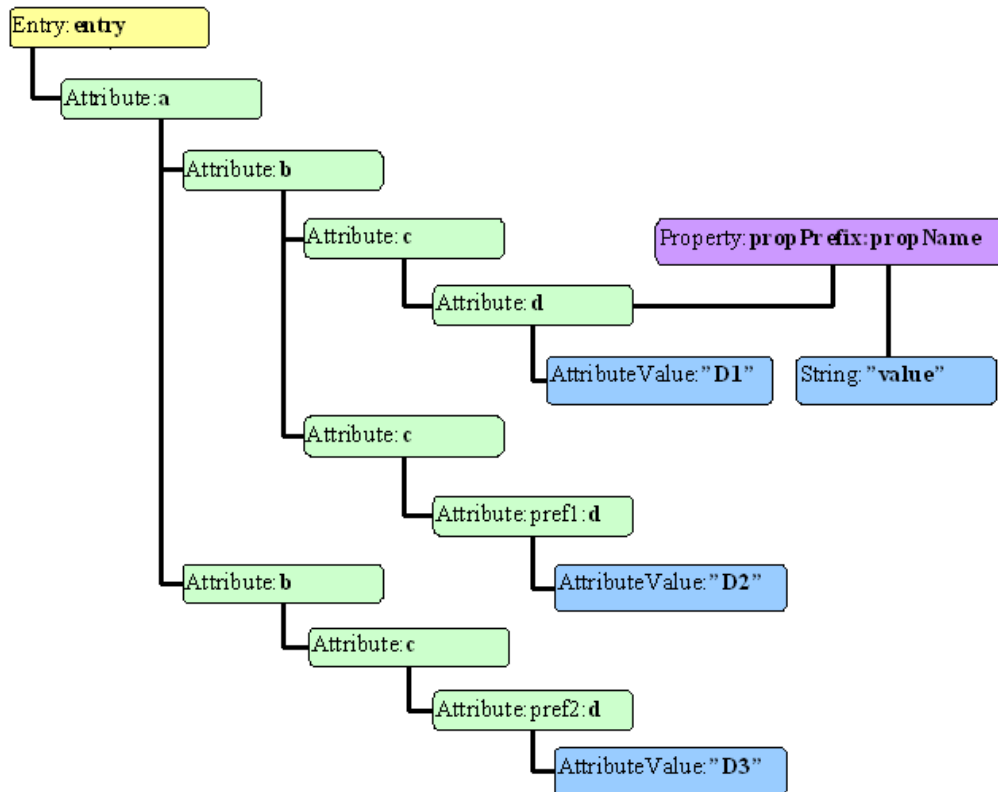 Entry: entry
Attribute: a
Attribute: b
Attribute: c
Property: propPrefix:propName
Attribute: d
AttributeValue: ”D1”
String: ”value”
Attribute: c
Attribute: pref1: d
AttributeValue: ”D2”
Attribute: b
Attribute: c
Attribute: pref2: d
AttributeValue: ”D3”